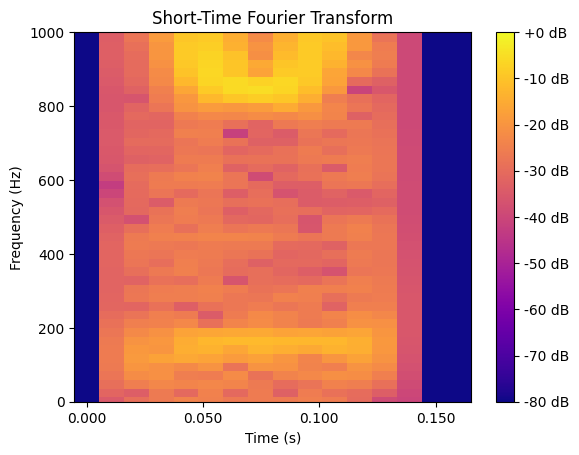 Short-Time Fourier Transform
1000
800
600
400
200
0
Frequency (Hz)
0.000
0.050
0.100
0.150
Time (s)
+0 dB
-10 dB
-20 dB
-30 dB
-40 dB
-50 dB
-60 dB
-70 dB
-80 dB